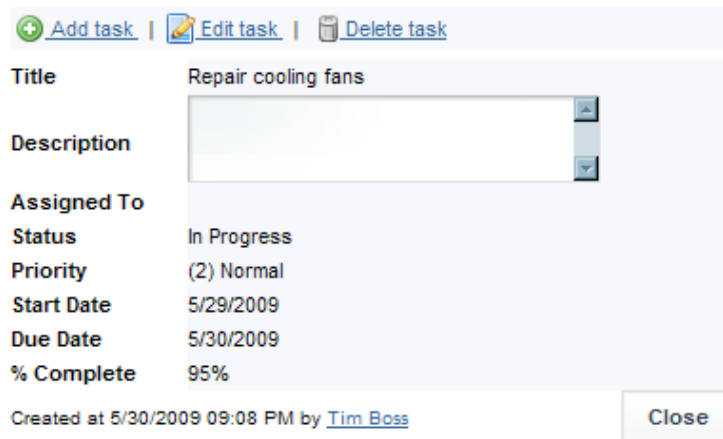 Add task | Edit task | Delete task
Title Repair cooling fans
Description
Assigned To
Status In Progress
Priority (2) Normal
Start Date 5/29/2009
Due Date 5/30/2009
% Complete 95%
Created at 5/30/2009 09:08 PM by Tim Boss Close